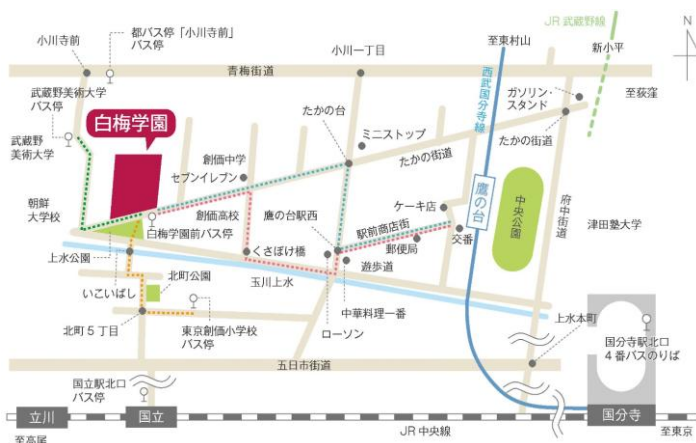 JR 武蔵野線
N
都バス停「小川寺前」
バス停
小川寺前
小川一丁目
至東村山
新小平
青梅街道
武蔵野美術大学
バス停
西武国分寺線
ガソリン・
スタンド
至荻窪
白梅学園
武蔵野
美術大学
たかの台
ミニストップ
たかの街道
たかの街道
創価中学
セブンイレブン
鷹の台
中央公園
府中街道
朝鮮
大学校
創価高校
ケーキ店
白梅学園前バス停
鷹の台駅西
駅前商店街
津田塾大学
郵便局
交番
上水公園
くさぼけ橋
遊歩道
北町公園
玉川上水
いこいばし
中華料理一番
北町5丁目
東京創価小学校
バス停
ローソン
上水本町
国分寺駅北口
4番バスのりば
五日市街道
国立駅北口
バス停
立川
国立
国分寺
至高尾
JR 中央線
至東京